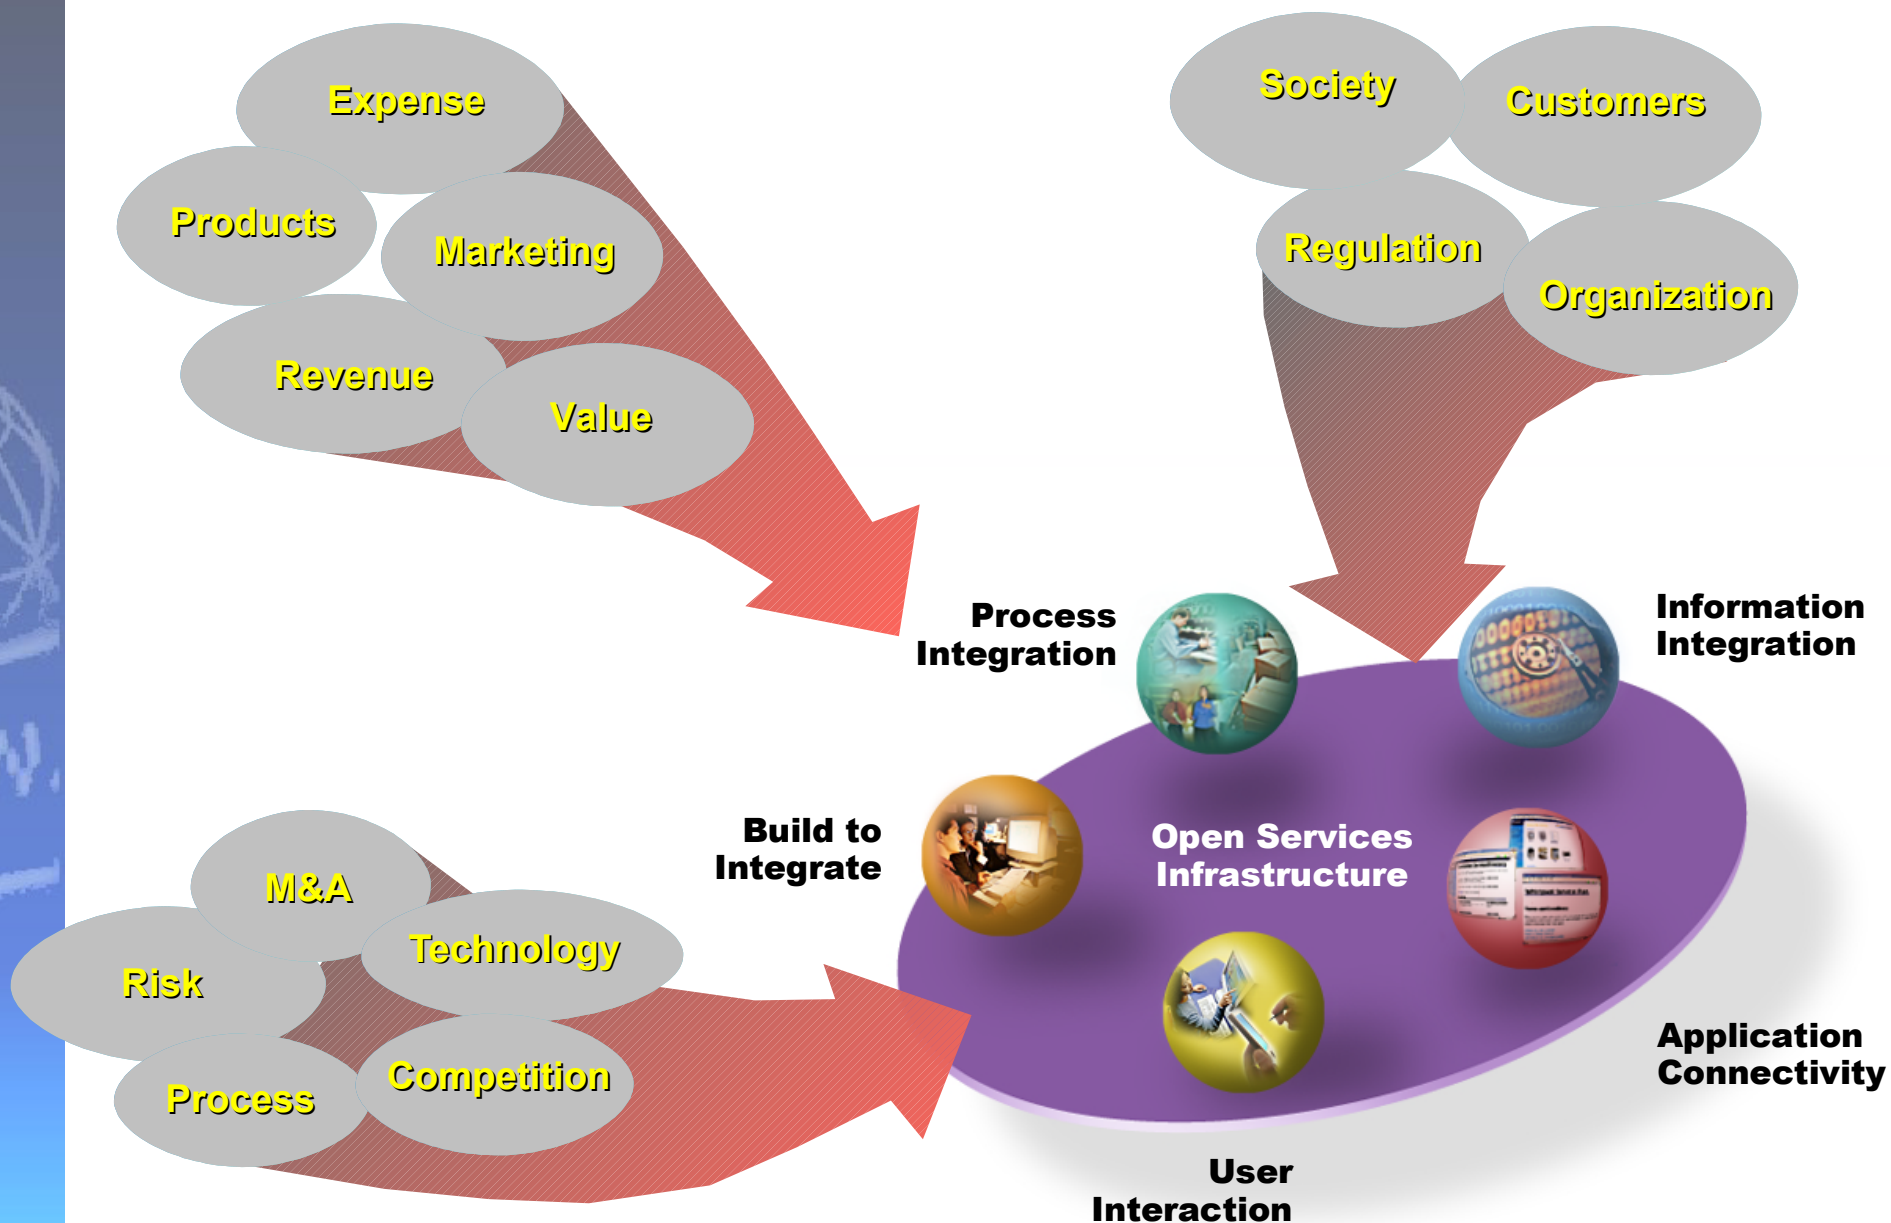 Expense
Products
Marketing
Revenue
Value
Society
Customers
Regulation
Organization
Process
Integration
Information
Integration
Build to
Integrate
Open Services
Infrastructure
M&A
Technology
Risk
Competition
Process
Application
Connectivity
User
Interaction